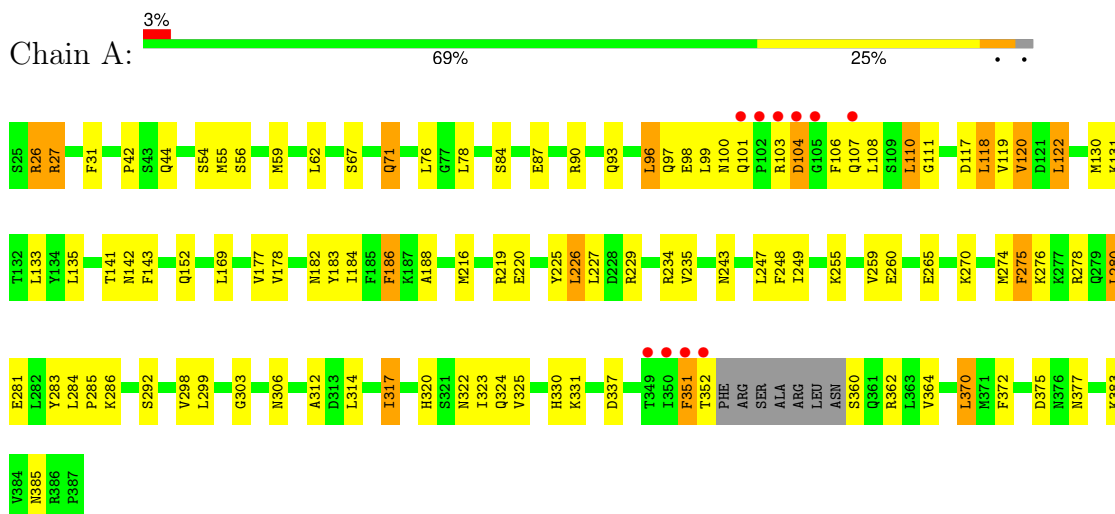 3%
Chain A:
69% 25% • •
S25 R26 R27 F31 P42 S43 Q44 S54 M55 S56 M59 L62 S67 Q71 L76 G77 L78 S84 E87 R90 Q93 L96 Q97 E98 L99 N100 Q101 P102 R103 D104 G105 F106 Q107 L108 S109 L110 G111 D117 L118 V119 V120 D121 L122 M130 K131
T132 L133 Y134 L135 T141 N142 F143 Q152 L169 V177 V178 N182 Y183 I184 F185 F186 K187 A188 M216 R219 E220 Y225 L226 L227 D228 R229 R234 V235 N243 L247 F248 I249 K255 V259 E260 E265 K270 M274 F275 K276 K277 R278 Q279 L280
E281 L282 Y283 L284 P285 K286 S292 V298 L299 G303 N306 A312 D313 L314 I317 H320 S321 N322 I323 Q324 V325 H330 K331 D337 T349 I350 F351 T352 PHE ARG SER ALA ARG LEU ASN S360 Q361 R362 L363 V364 L370 M371 F372 D375 N376 N377 K383
V384 N385 R386 P387